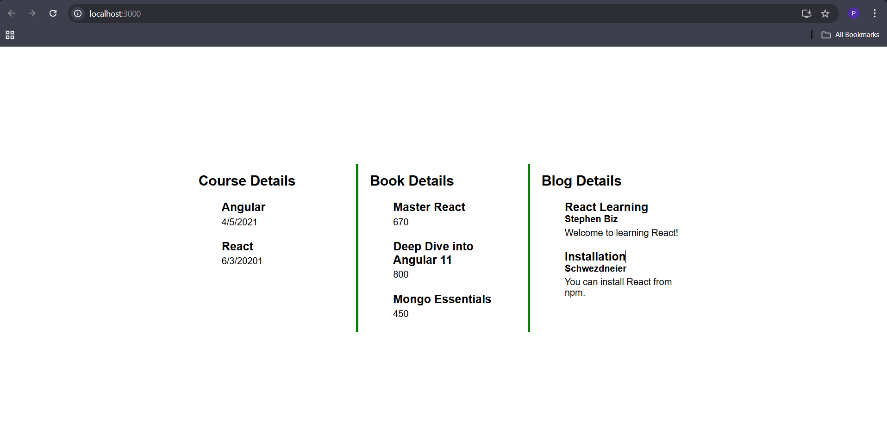 localhost:3000
P
All Bookmarks
Course Details
Angular
4/5/2021
React
6/3/20201
Book Details
Master React
670
Deep Dive into
Angular 11
800
Mongo Essentials
450
Blog Details
React Learning
Stephen Biz
Welcome to learning React!
Installation
Schwezdneier
You can install React from
npm.